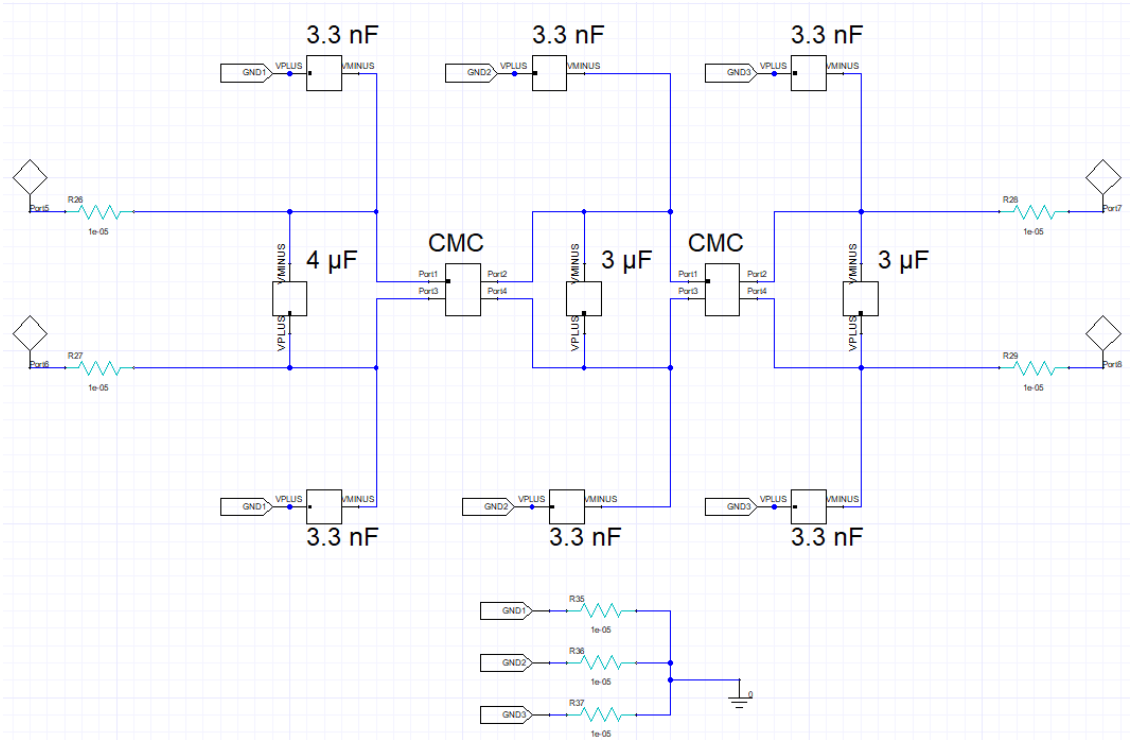 3.3 nF 3.3 nF 3.3 nF
GND1 VPLUS VMINUS GND2 VPLUS VMINUS GND3 VPLUS VMINUS
Port5 R26 R28 Port7
1e-05 1e-05
CMC CMC
VMINUS 4 µF VMINUS 3 µF VMINUS 3 µF
Port1 Port2 Port1 Port2
Port3 Port4 Port3 Port4
VPLUS VPLUS VPLUS
Port6 R27 R29 Port8
1e-05 1e-05
GND1 VPLUS VMINUS GND2 VPLUS VMINUS GND3 VPLUS VMINUS
3.3 nF 3.3 nF 3.3 nF
R35
GND1
1e-05
R36
GND2
1e-05
0
R37
GND3
1e-05